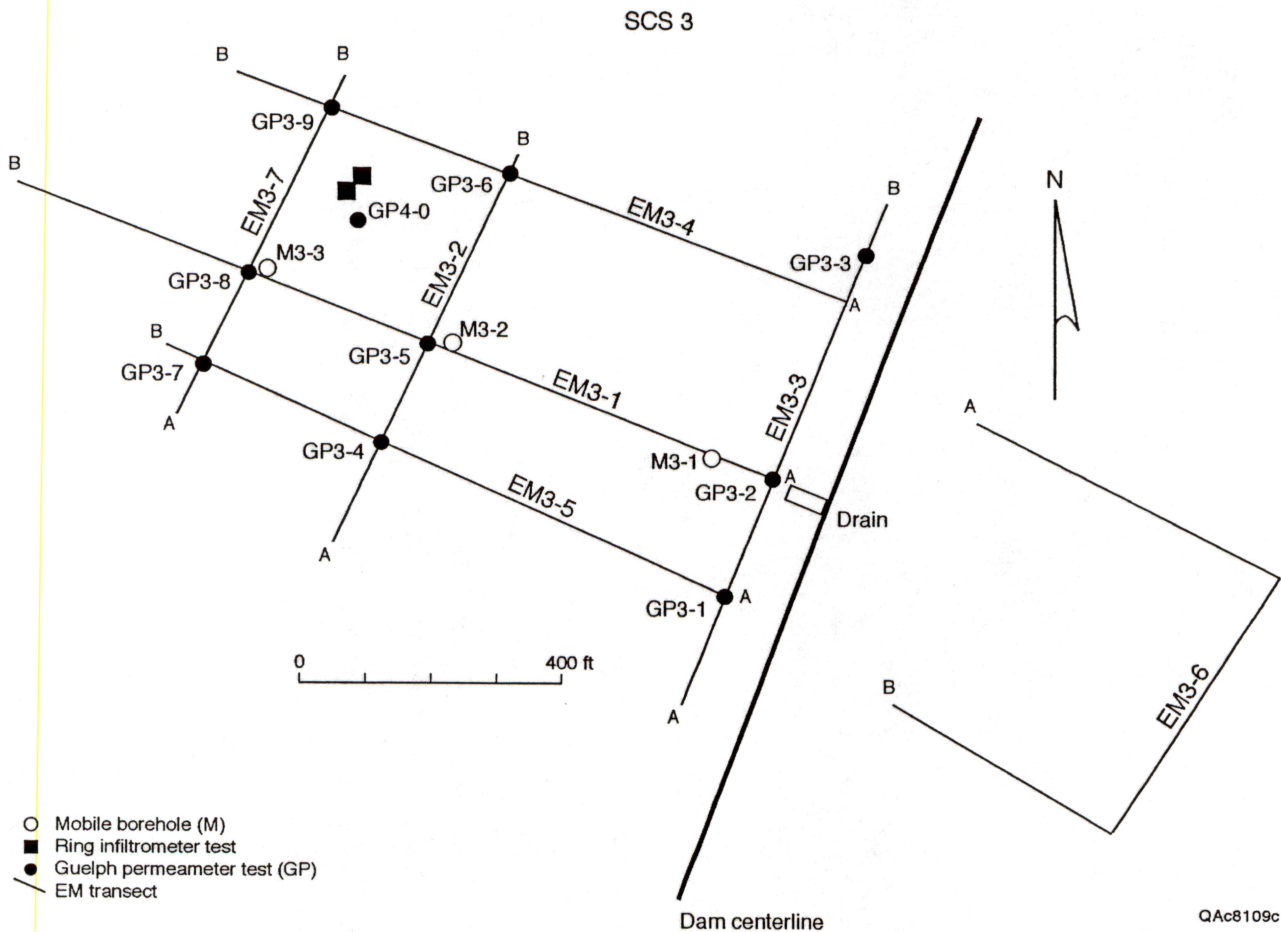 SCS 3
B
B
GP3-9
B
B
GP3-6
EM3-7
GP4-0
EM3-4
B
N
M3-3
GP3-8
EM3-2
GP3-3
A
B
M3-2
GP3-5
GP3-7
EM3-1
EM3-3
A
A
GP3-4
M3-1
A
GP3-2
EM3-5
Drain
A
GP3-1
A
0
400 ft
B
EM3-6
A
Mobile borehole (M)
Ring infiltrometer test
Guelph permeameter test (GP)
EM transect
Dam centerline
QAc8109c